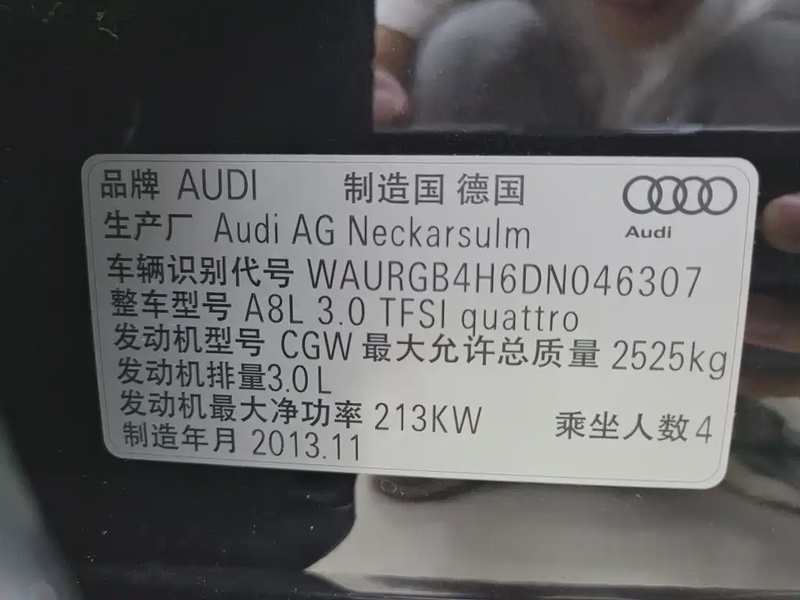 品牌 AUDI 制造国 德国
Audi
生产厂 Audi AG Neckarsulm
车辆识别代号 WAURGB4H6DN046307
整车型号 A8L 3.0 TFSI quattro
发动机型号 CGW 最大允许总质量 2525kg
发动机排量3.0L
发动机最大净功率 213KW 乘坐人数4
制造年月 2013.11